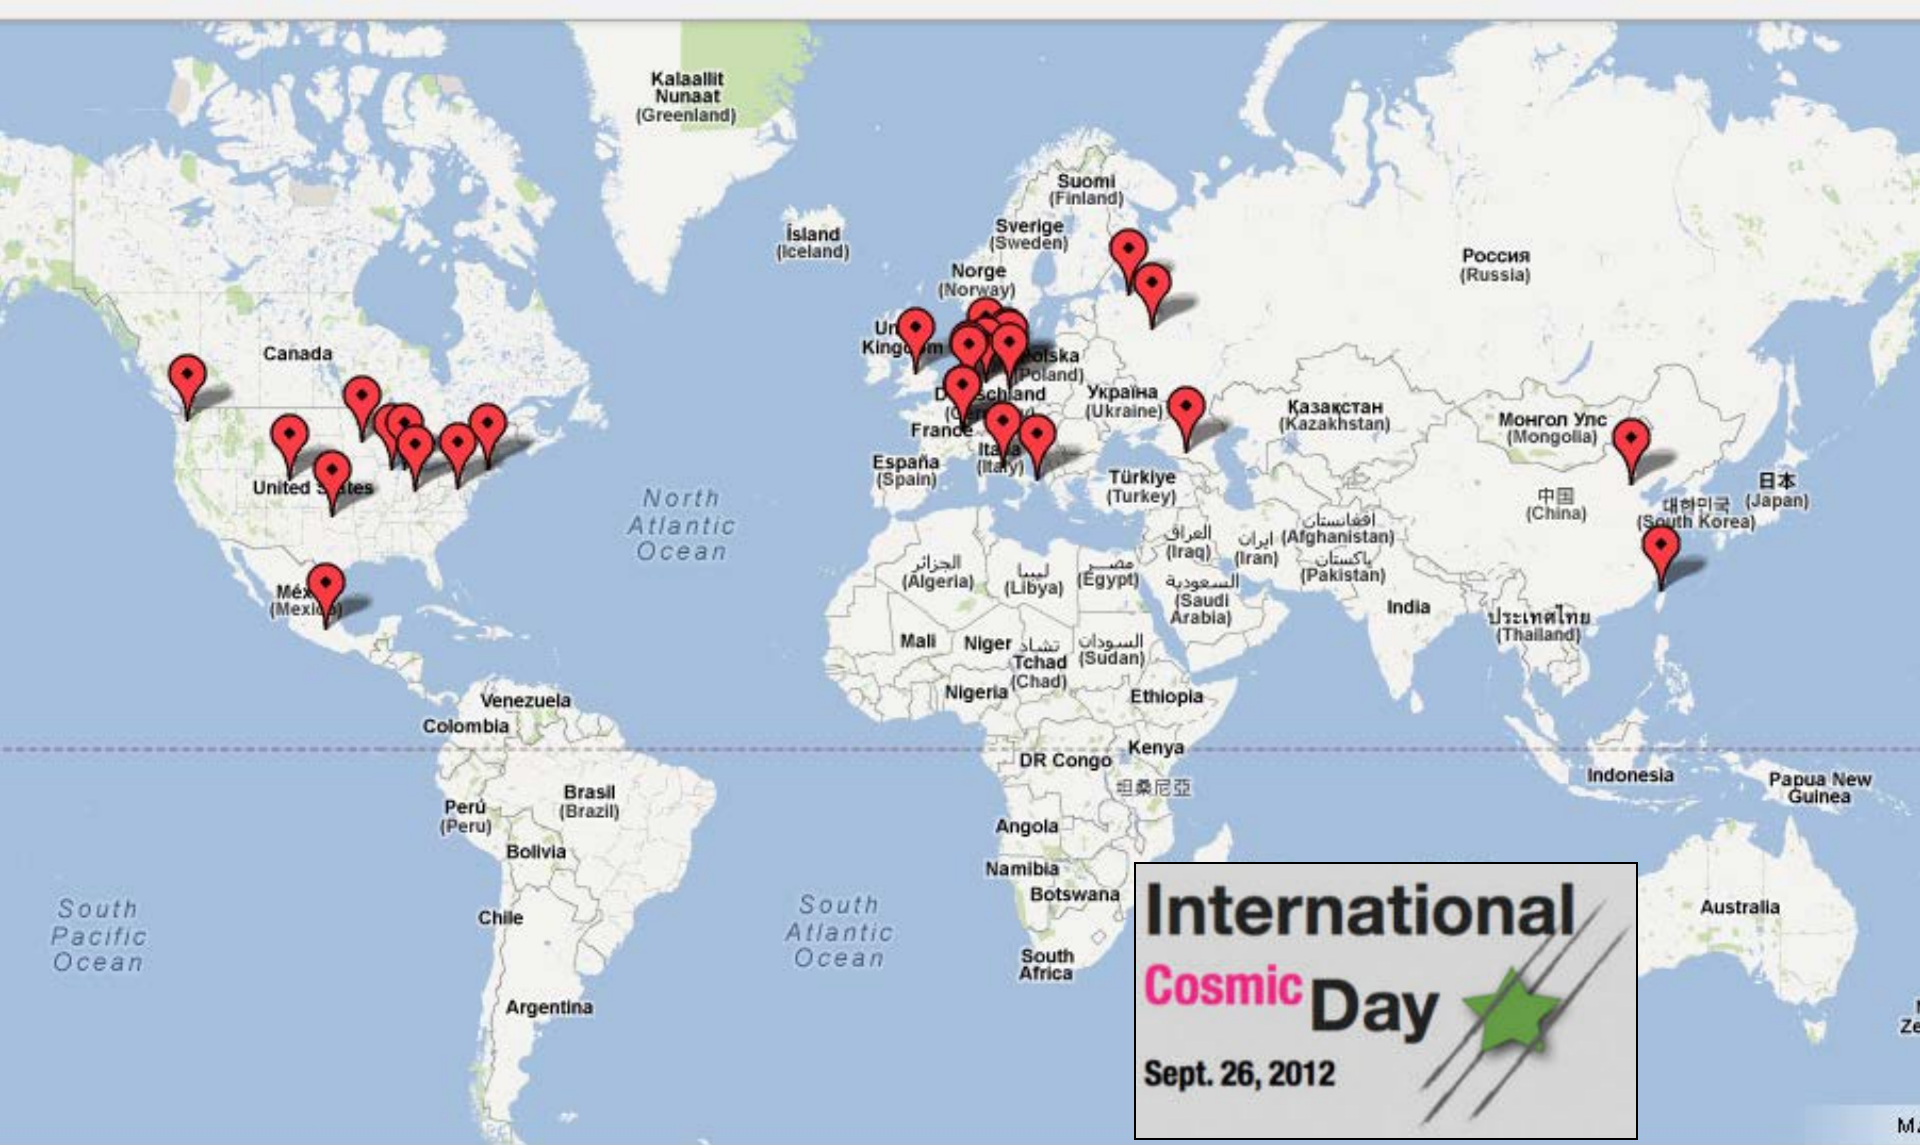 Kalaallit
Nunaat
(Greenland)
Suomi
(Finland)
Ísland
(Iceland)
Sverige
(Sweden)
Norge
(Norway)
Россия
(Russia)
Canada
United States
Polska
(Poland)
Україна
(Ukraine)
France
Italia
(Italy)
España
(Spain)
Türkiye
(Turkey)
Қазақстан
(Kazakhstan)
Монгол Улс
(Mongolia)
中国
(China)
日本
(Japan)
대한민국
(South Korea)
North
Atlantic
Ocean
العراق
(Iraq)
ایران
(Iran)
افغانستان
(Afghanistan)
پاکستان
(Pakistan)
الجزائر
(Algeria)
ليبيا
(Libya)
مصر
(Egypt)
السعودية
(Saudi
Arabia)
India
ประเทศไทย
(Thailand)
(Mexico)
Mali
Niger
تشاد
Tchad
(Chad)
السودان
(Sudan)
Nigeria
Ethiopia
Venezuela
Colombia
DR Congo
Kenya
坦桑尼亞
Indonesia
Papua New
Guinea
Brasil
(Brazil)
Perú
(Peru)
Bolivia
Angola
Namibia
Botswana
South
Africa
Chile
Argentina
South
Pacific
Ocean
South
Atlantic
Ocean
Australia
International
Cosmic Day
Sept. 26, 2012